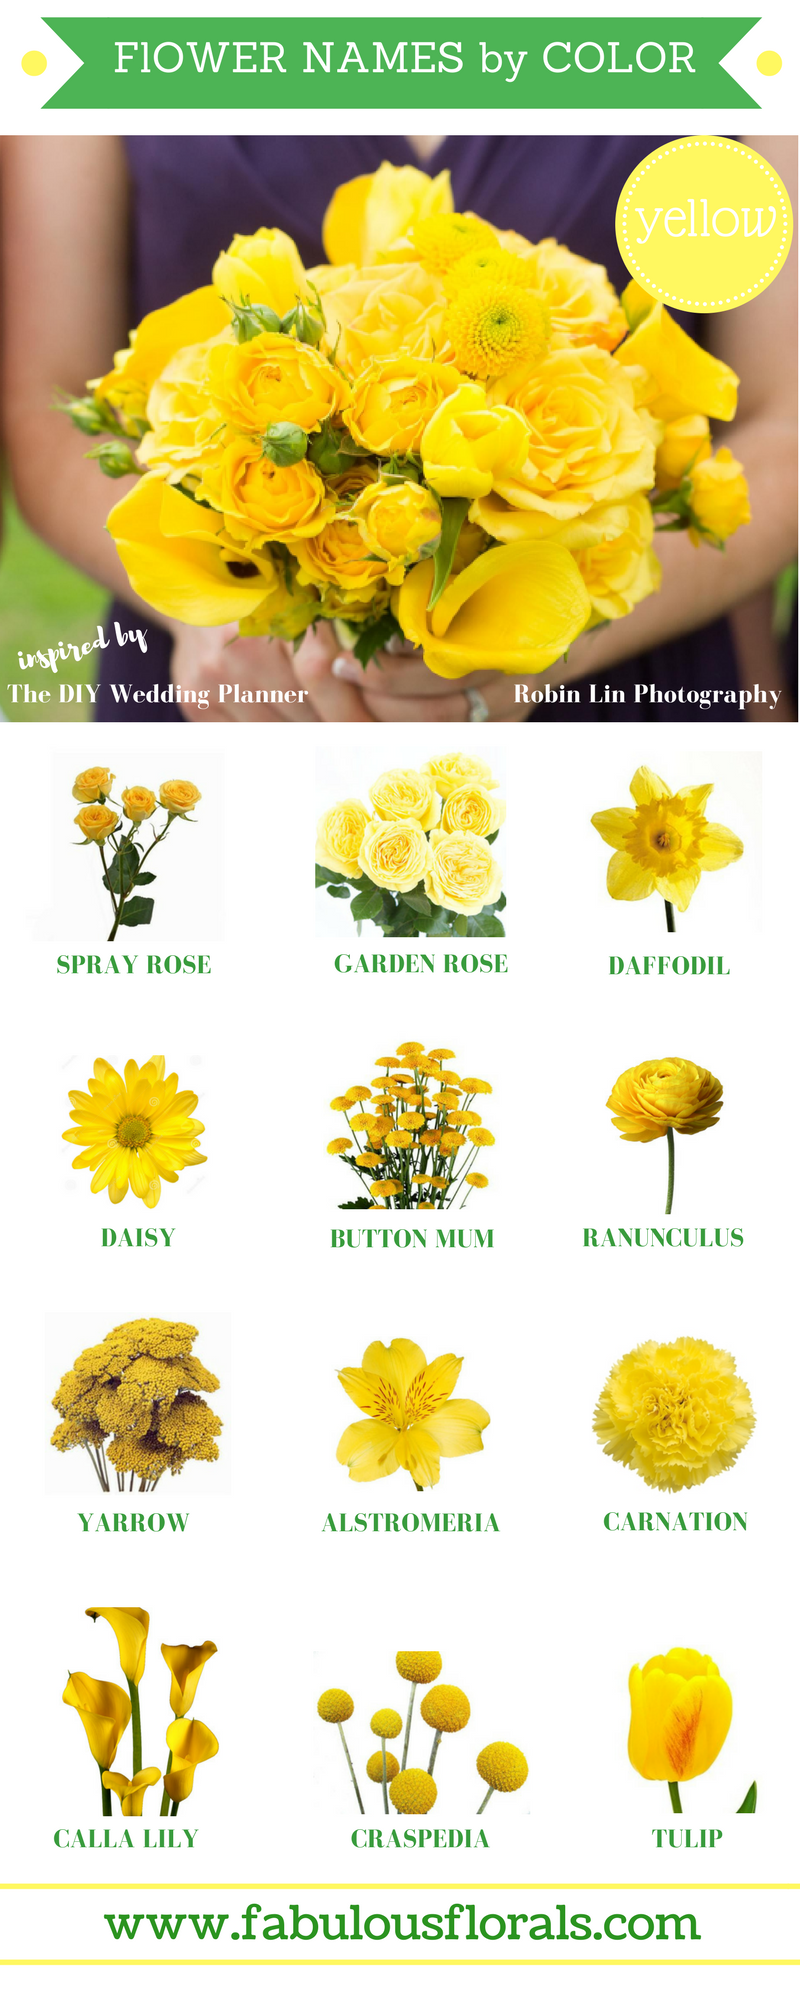 FlOWER NAMES by COLOR
yellow
inspired by
The DIY Wedding Planner
Robin Lin Photography
SPRAY ROSE
GARDEN ROSE
DAFFODIL
DAISY
BUTTON MUM
RANUNCULUS
YARROW
ALSTROMERIA
CARNATION
CALLA LILY
CRASPEDIA
TULIP
www.fabulousflorals.com